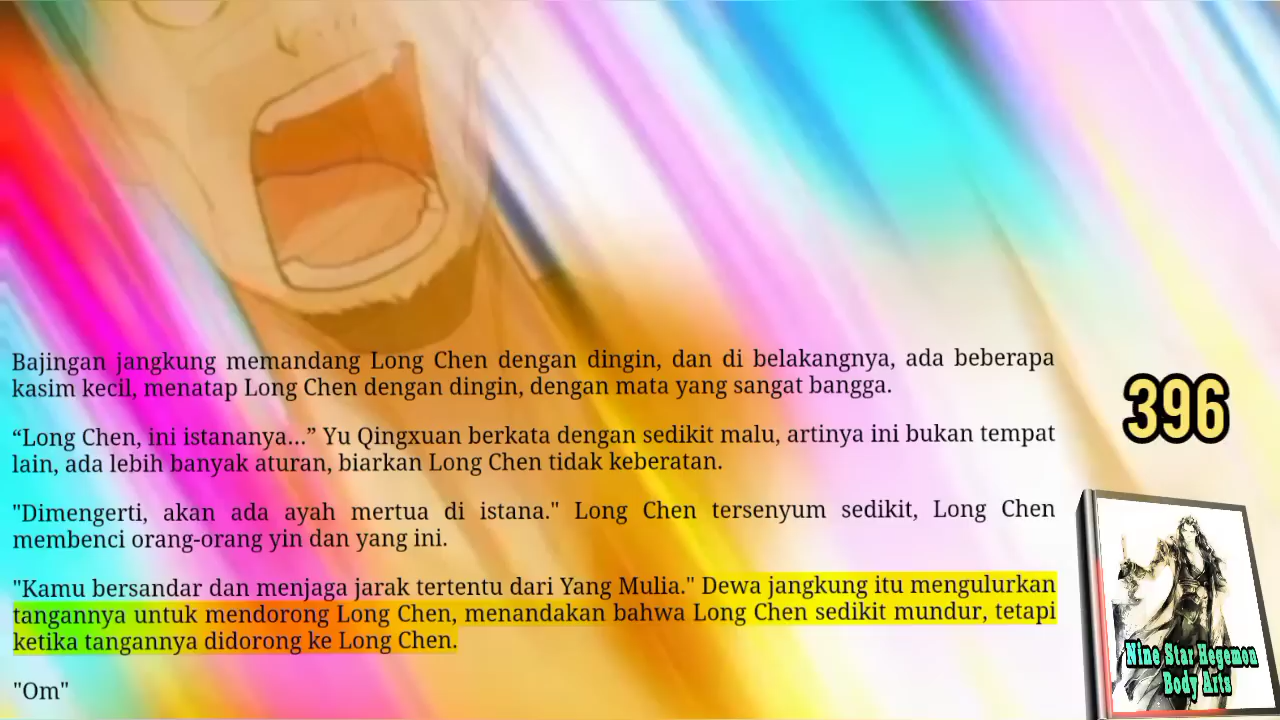 Bajingan jangkung memandang Long Chen dengan dingin, dan di belakangnya, ada beberapa
kasim kecil, menatap Long Chen dengan dingin, dengan mata yang sangat bangga.
“Long Chen, ini istananya...” Yu Qingxuan berkata dengan sedikit malu, artinya ini bukan tempat
lain, ada lebih banyak aturan, biarkan Long Chen tidak keberatan.
"Dimengerti, akan ada ayah mertua di istana." Long Chen tersenyum sedikit, Long Chen
membenci orang-orang yin dan yang ini.
"Kamu bersandar dan menjaga jarak tertentu dari Yang Mulia." Dewa jangkung itu mengulurkan
tangannya untuk mendorong Long Chen, menandakan bahwa Long Chen sedikit mundur, tetapi
ketika tangannya didorong ke Long Chen.
"Om"
396
Nine Star Hegemon
Body Arts